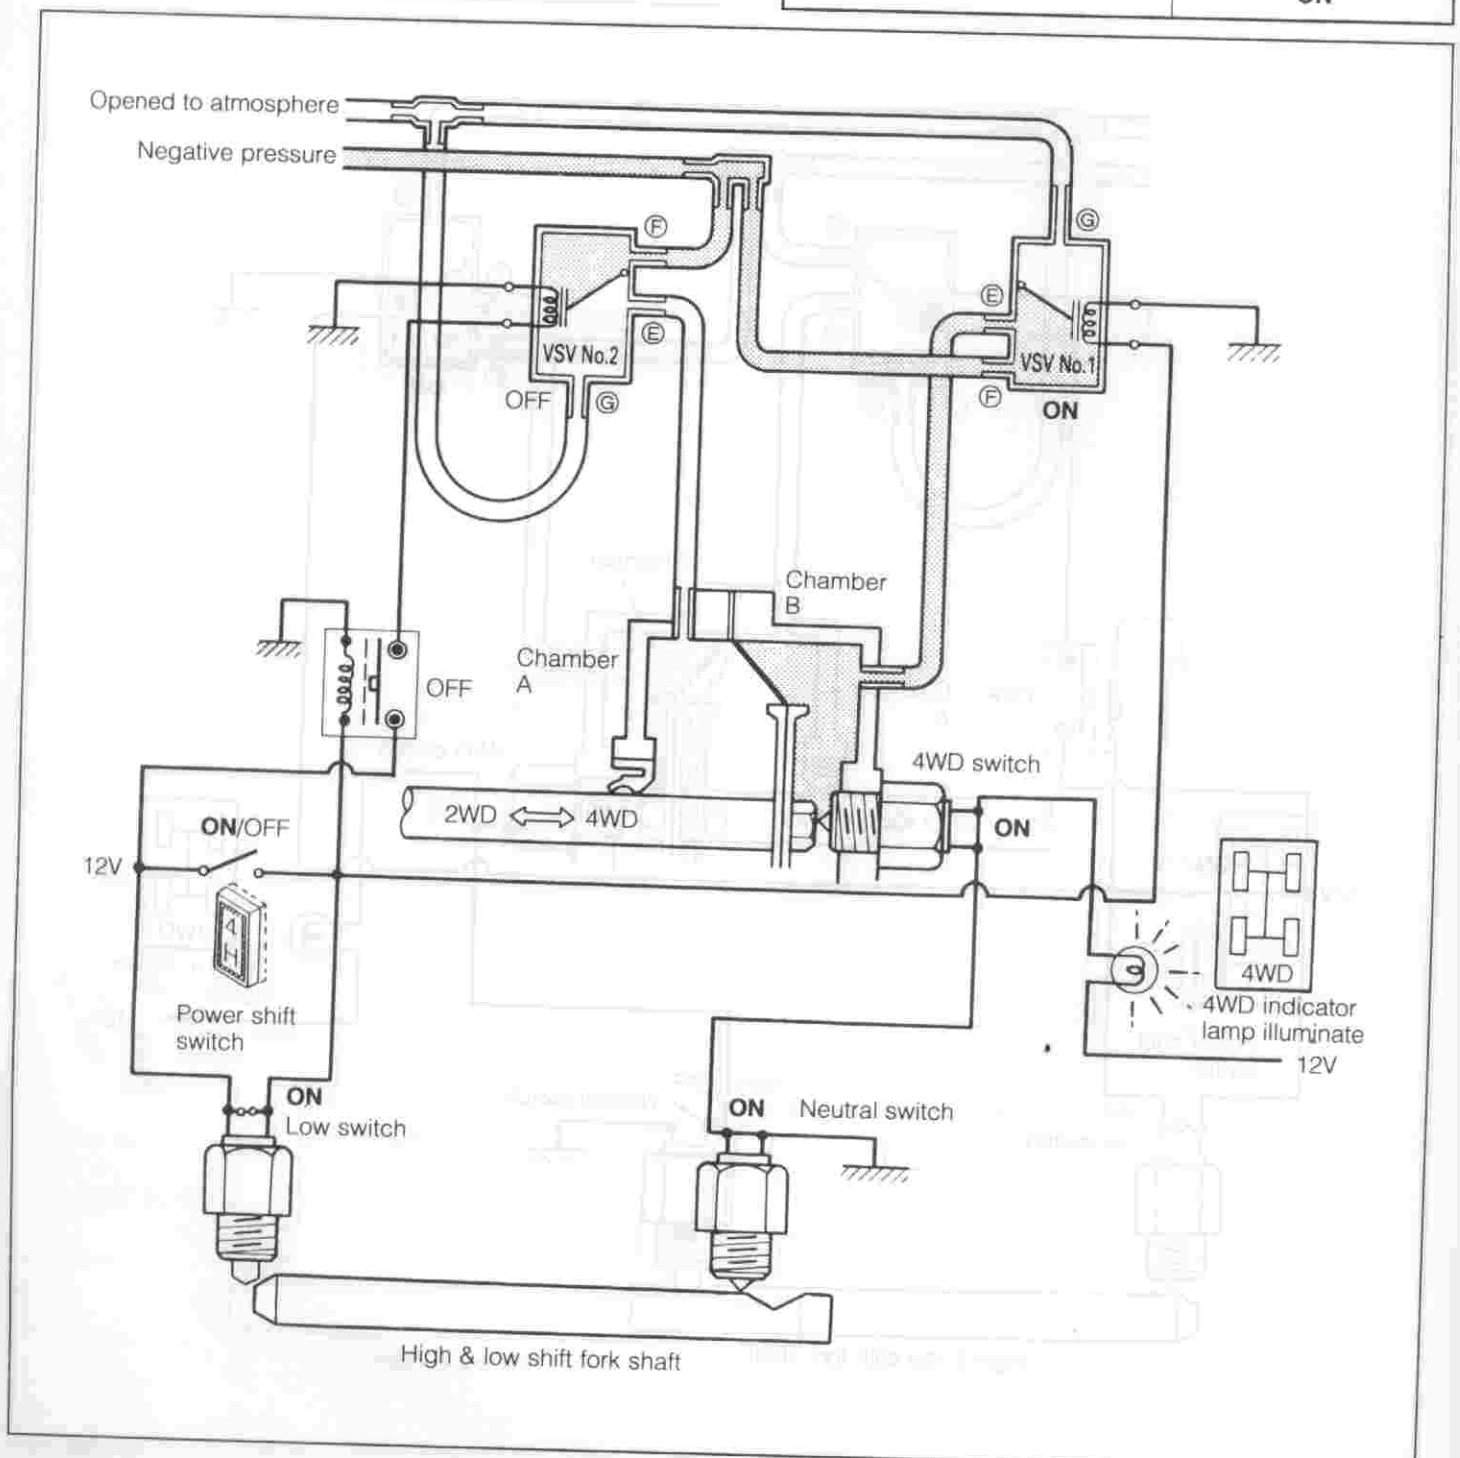 ON
Opened to atmosphere
Negative pressure
Ⓕ
Ⓖ
Ⓔ
Ⓔ
VSV No.2
VSV No.1
OFF
Ⓖ
Ⓕ
ON
Chamber
B
Chamber
A
OFF
4WD switch
2WD
4WD
ON
ON/OFF
12V
4
H
4WD
Power shift
switch
4WD indicator
lamp illuminate
12V
ON
Low switch
ON
Neutral switch
High & low shift fork shaft